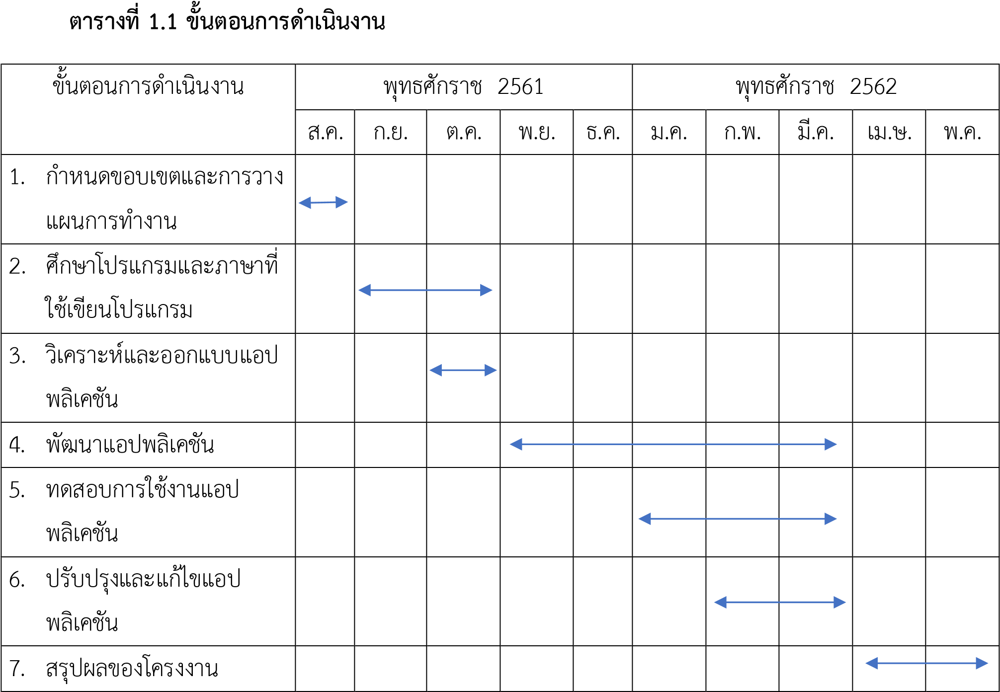 ตารางที่ 1.1 ขั้นตอนการดำเนินงาน
ขั้นตอนการดำเนินงาน พุทธศักราช 2561 พุทธศักราช 2562
ส.ค. ก.ย. ต.ค. พ.ย. ธ.ค. ม.ค. ก.พ. มี.ค. เม.ษ. พ.ค.
1. กำหนดขอบเขตและการวาง
แผนการทำงาน
2. ศึกษาโปรแกรมและภาษาที่
ใช้เขียนโปรแกรม
3. วิเคราะห์และออกแบบแอป
พลิเคชัน
4. พัฒนาแอปพลิเคชัน
5. ทดสอบการใช้งานแอป
พลิเคชัน
6. ปรับปรุงและแก้ไขแอป
พลิเคชัน
7. สรุปผลของโครงงาน